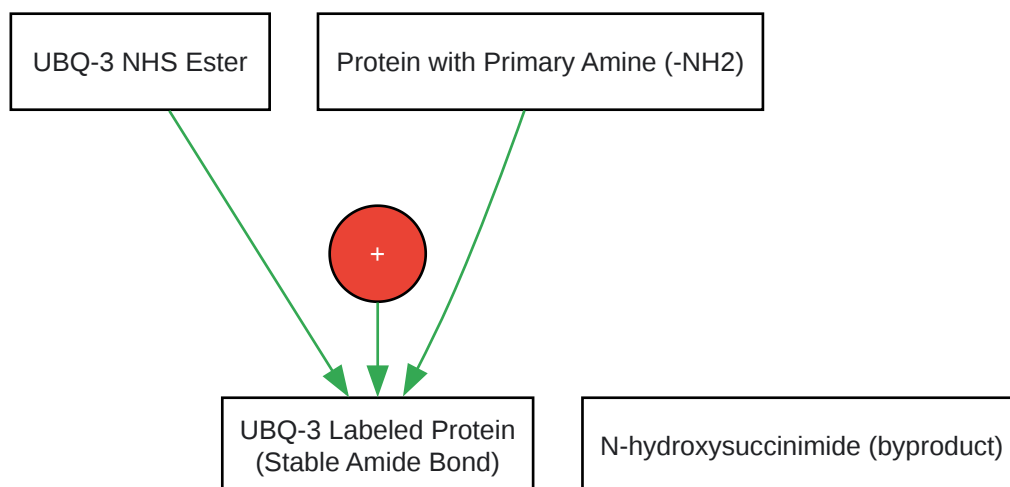 UBQ-3 NHS Ester
Protein with Primary Amine (-NH2)
+
UBQ-3 Labeled Protein
(Stable Amide Bond)
N-hydroxysuccinimide (byproduct)